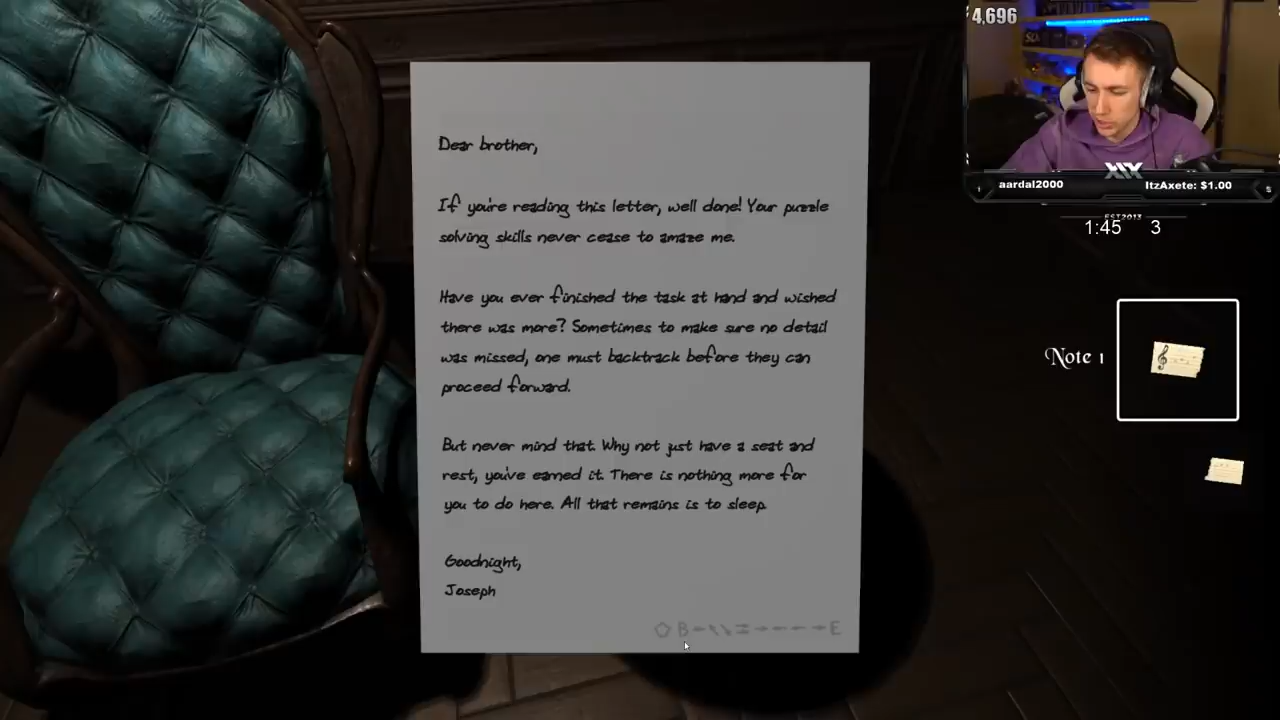 4,696
aardal2000
ItzAxete: $1.00
EST2013
1:45 3
Note 1
Dear brother,
If you're reading this letter, well done! Your puzzle
solving skills never cease to amaze me.
Have you ever finished the task at hand and wished
there was more? Sometimes to make sure no detail
was missed, one must backtrack before they can
proceed forward.
But never mind that. Why not just have a seat and
rest, you've earned it. There is nothing more for
you to do here. All that remains is to sleep.
Goodnight,
Joseph
B
E